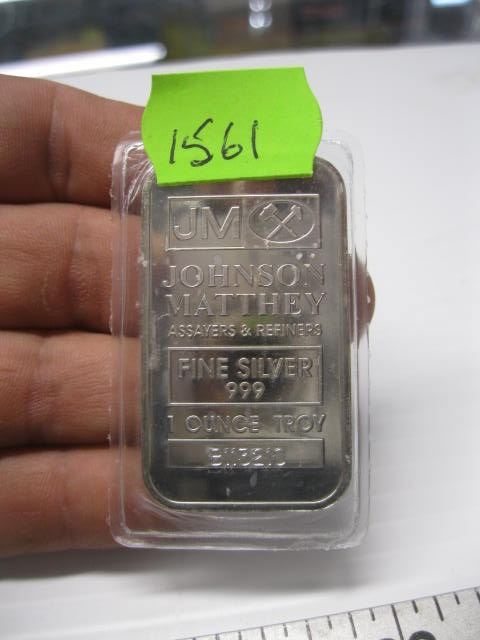 1561
JM
JOHNSON
MATTHEY
ASSAYERS & REFINERS
FINE SILVER
999
1 OUNCE TROY